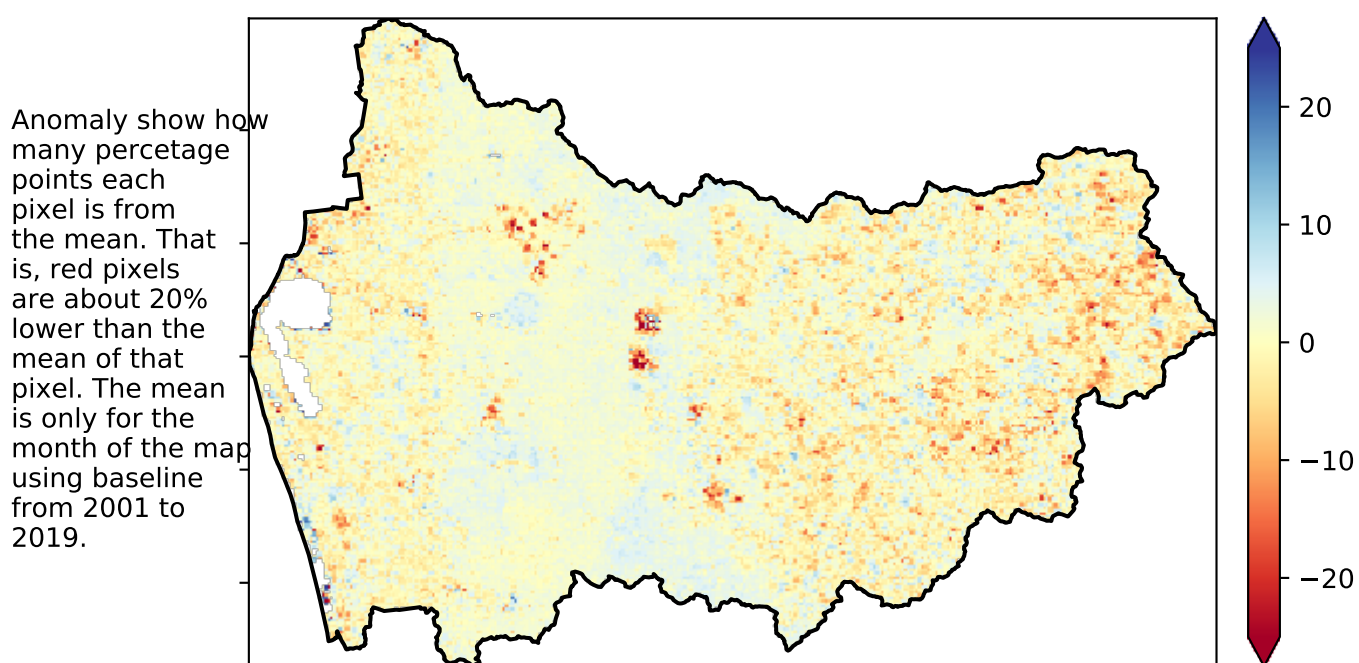 Anomaly show how
many percetage
points each
pixel is from
the mean. That
is, red pixels
are about 20%
lower than the
mean of that
pixel. The mean
is only for the
month of the map
using baseline
from 2001 to
2019.
20
10
0
−10
−20